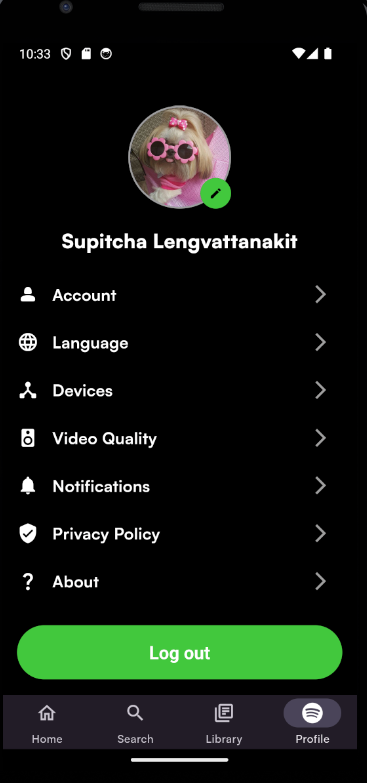 10:33
Supitcha Lengvattanakit
Account
Language
Devices
Video Quality
Notifications
Privacy Policy
About
Log out
Home
Search
Library
Profile